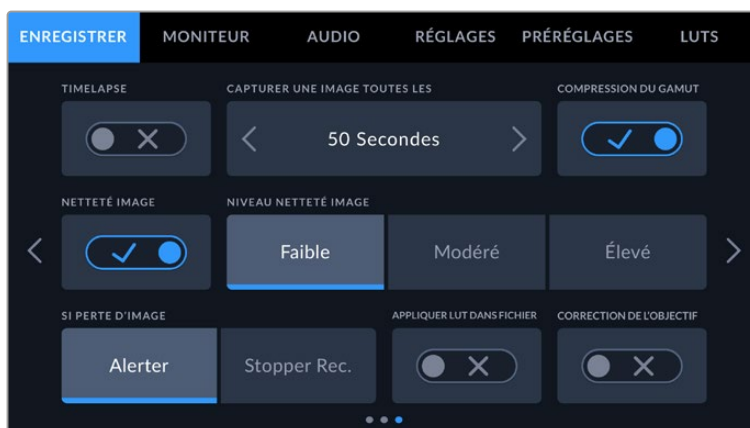 ENREGISTRER MONITEUR AUDIO RÉGLAGES PRÉRÉGLAGES LUTS
TIMELAPSE CAPTURER UNE IMAGE TOUTES LES COMPRESSION DU GAMUT
50 Secondes
NETTETÉ IMAGE NIVEAU NETTETÉ IMAGE
Faible Modéré Élevé
SI PERTE D'IMAGE APPLIQUER LUT DANS FICHIER CORRECTION DE L'OBJECTIF
Alerter Stopper Rec.